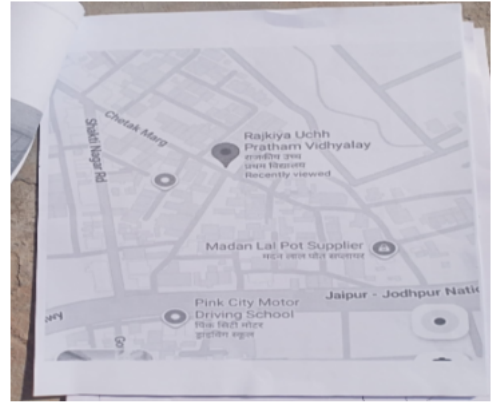 Chetak Marg
Shakti Nagar Rd
Rajkiya Uchh
Pratham Vidhyalay
राजकीय उच्च
प्रथम विद्यालय
Recently viewed
Madan Lal Pot Supplier
मदन लाल पोत सप्लायर
Jaipur - Jodhpur Natio
Pink City Motor
Driving School
पिंक सिटी मोटर
ड्राइविंग स्कूल